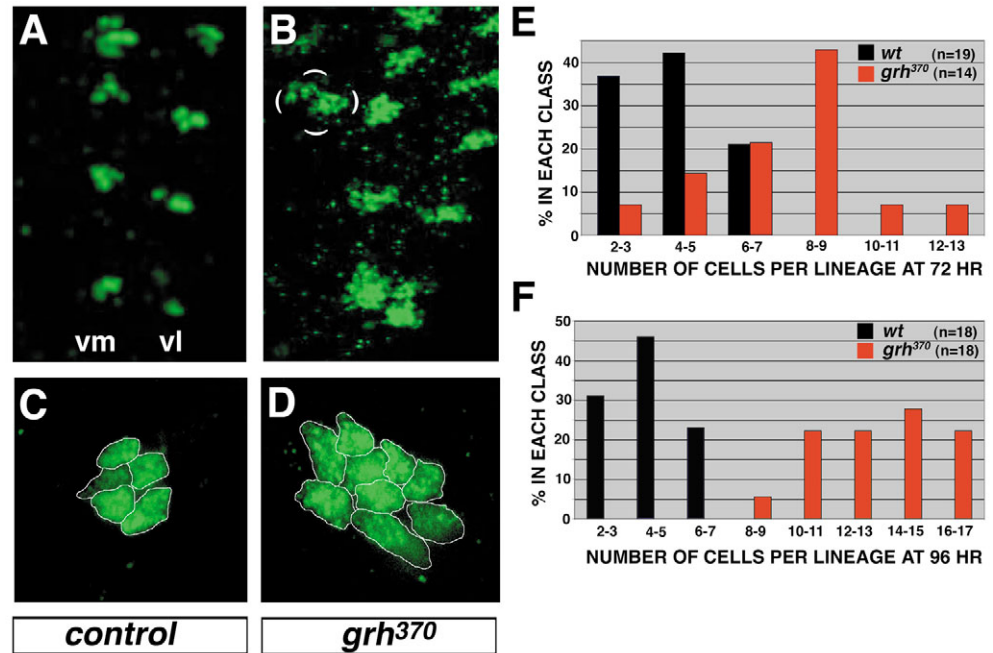 A
B
vm vl
C
D
control
grh370
E
% IN EACH CLASS
40
30
20
10
0
wt (n=19)
grh370 (n=14)
2-3 4-5 6-7 8-9 10-11 12-13
NUMBER OF CELLS PER LINEAGE AT 72 HR
F
% IN EACH CLASS
50
40
30
20
10
0
wt (n=18)
grh370 (n=18)
2-3 4-5 6-7 8-9 10-11 12-13 14-15 16-17
NUMBER OF CELLS PER LINEAGE AT 96 HR